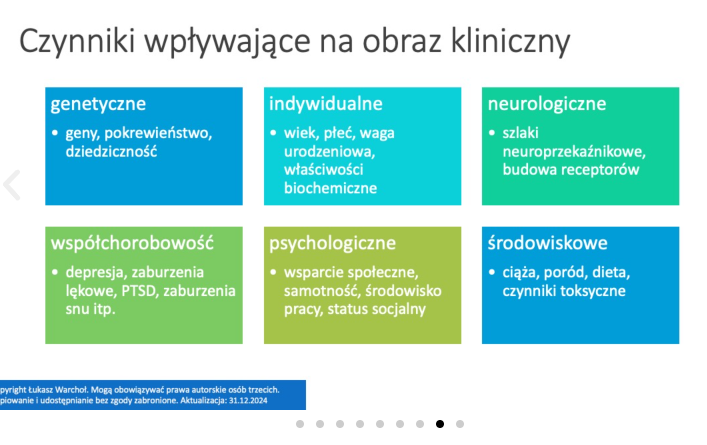 Czynniki wpływające na obraz kliniczny
genetyczne
• geny, pokrewieństwo,
dziedziczność
indywidualne
• wiek, płeć, waga
urodzeniowa,
właściwości
biochemiczne
neurologiczne
• szlaki
neuroprzekaźnikowe,
budowa receptorów
współchorobowość
• depresja, zaburzenia
lękowe, PTSD, zaburzenia
snu itp.
psychologiczne
• wsparcie społeczne,
samotność, środowisko
pracy, status socjalny
środowiskowe
• ciąża, poród, dieta,
czynniki toksyczne
pyright Łukasz Warchoł. Mogą obowiązywać prawa autorskie osób trzecich.
piowanie i udostępnianie bez zgody zabronione. Aktualizacja: 31.12.2024